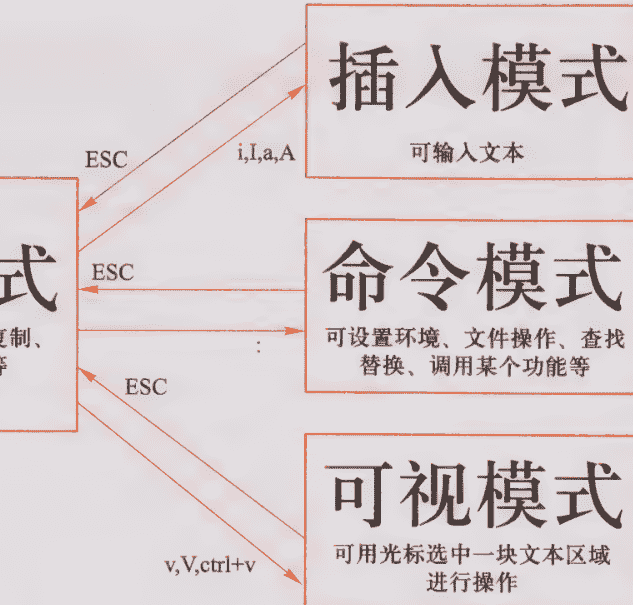 插入模式
可输入文本
ESC
i,I,a,A
式
复制、
等
ESC
:
命令模式
可设置环境、文件操作、查找
替换、调用某个功能等
ESC
v,V,ctrl+v
可视模式
可用光标选中一块文本区域
进行操作